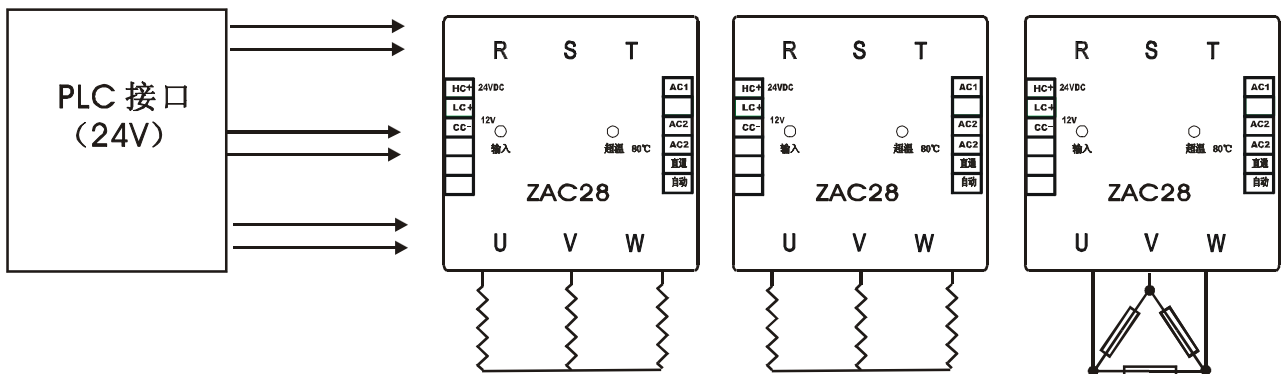 PLC 接口
（24V）
R S T
HC+ 24VDC
LC+
CC-
12V
输入
超温 80℃
AC1
AC2
AC2
直通
自动
ZAC28
U V W
R S T
HC+ 24VDC
LC+
CC-
12V
输入
超温 80℃
AC1
AC2
AC2
直通
自动
ZAC28
U V W
R S T
HC+ 24VDC
LC+
CC-
12V
输入
超温 80℃
AC1
AC2
AC2
直通
自动
ZAC28
U V W